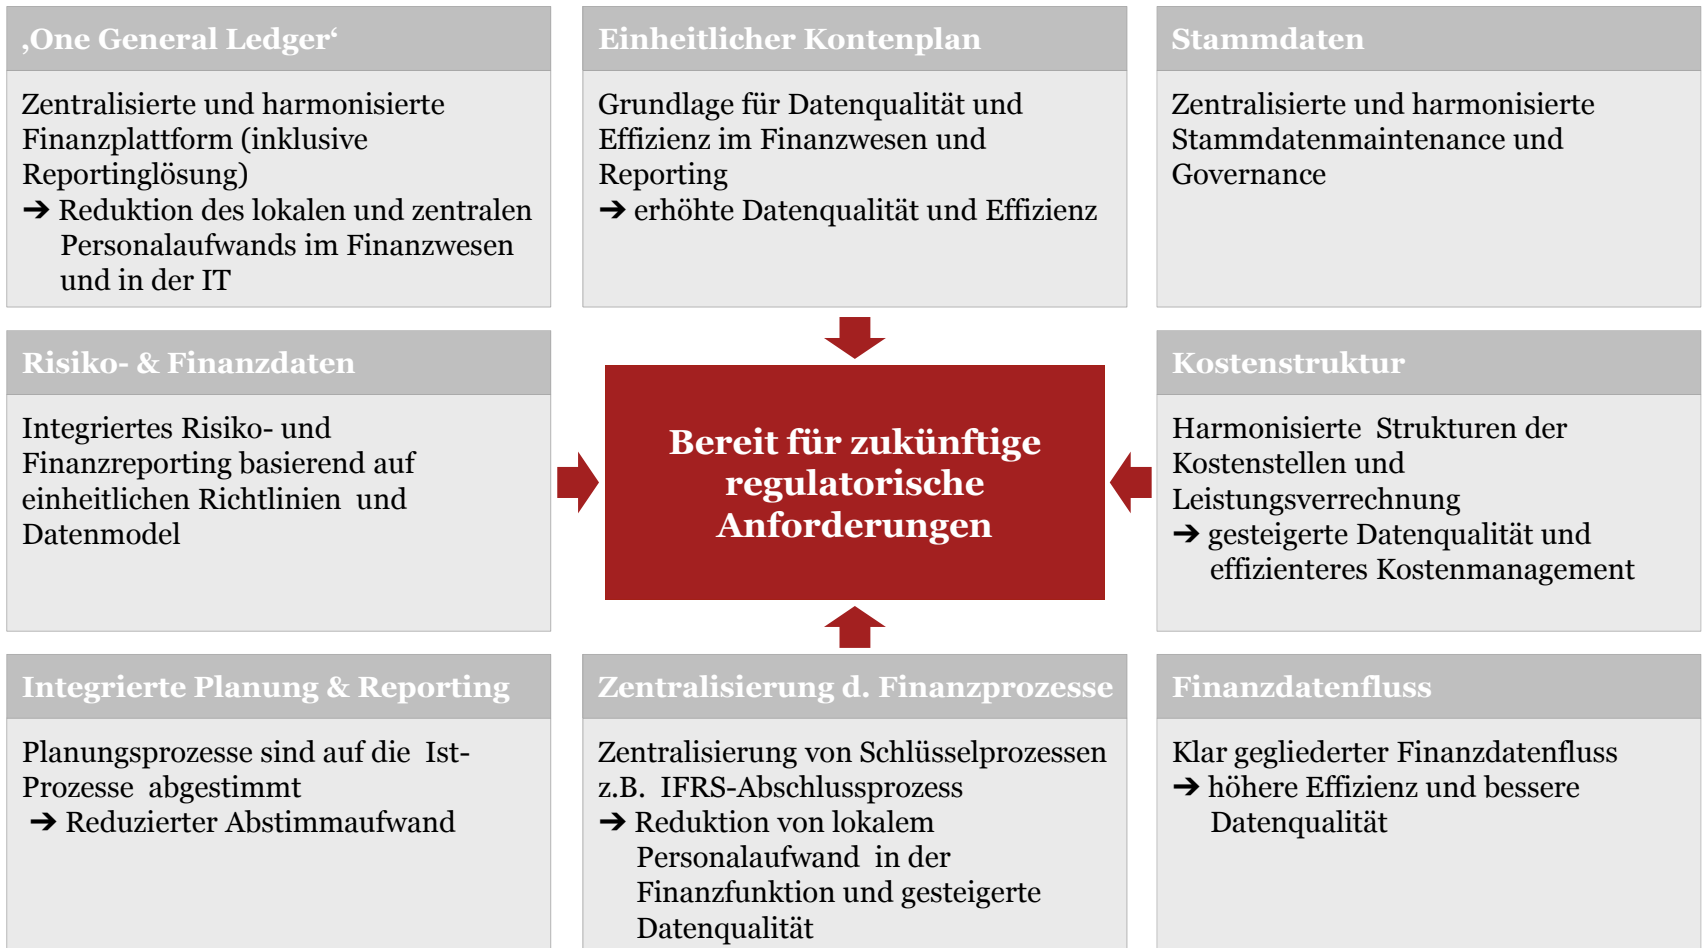 ‚One General Ledger‘
Zentralisierte und harmonisierte
Finanzplattform (inklusive
Reportinglösung)
➔ Reduktion des lokalen und zentralen
Personalaufwands im Finanzwesen
und in der IT
Einheitlicher Kontenplan
Grundlage für Datenqualität und
Effizienz im Finanzwesen und
Reporting
➔ erhöhte Datenqualität und Effizienz
Stammdaten
Zentralisierte und harmonisierte
Stammdatenmaintenance und
Governance
Risiko- & Finanzdaten
Integriertes Risiko- und
Finanzreporting basierend auf
einheitlichen Richtlinien und
Datenmodel
Bereit für zukünftige
regulatorische
Anforderungen
Kostenstruktur
Harmonisierte Strukturen der
Kostenstellen und
Leistungsverrechnung
➔ gesteigerte Datenqualität und
effizienteres Kostenmanagement
Integrierte Planung & Reporting
Planungsprozesse sind auf die Ist-
Prozesse abgestimmt
➔ Reduzierter Abstimmaufwand
Zentralisierung d. Finanzprozesse
Zentralisierung von Schlüsselprozessen
z.B. IFRS-Abschlussprozess
➔ Reduktion von lokalem
Personalaufwand in der
Finanzfunktion und gesteigerte
Datenqualität
Finanzdatenfluss
Klar gegliederter Finanzdatenfluss
➔ höhere Effizienz und bessere
Datenqualität